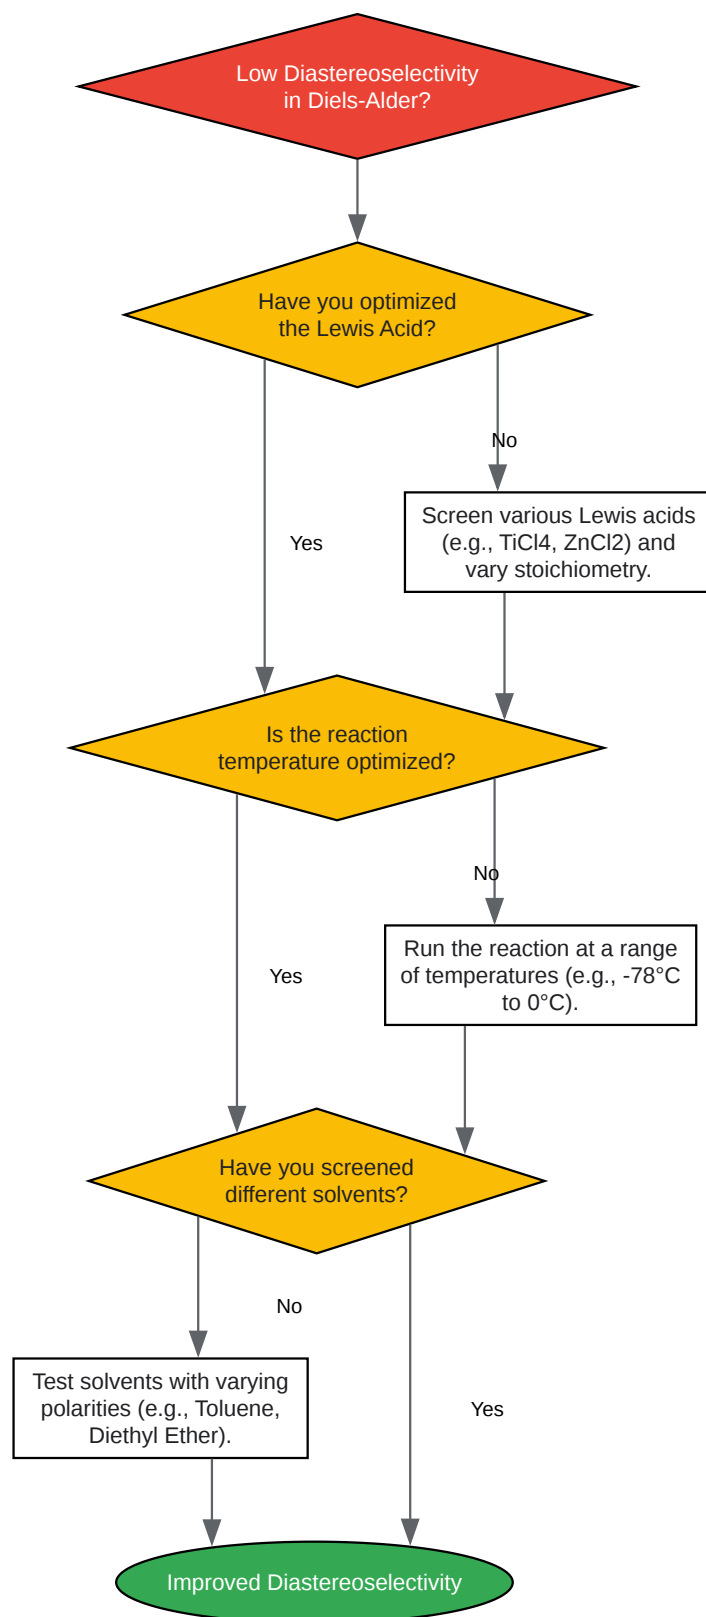 Low Diastereoselectivity
in Diels-Alder?
Have you optimized
the Lewis Acid?
No
Screen various Lewis acids
(e.g., TiCl4, ZnCl2) and
vary stoichiometry.
Yes
Is the reaction
temperature optimized?
No
Run the reaction at a range
of temperatures (e.g., -78°C
to 0°C).
Yes
Have you screened
different solvents?
No
Test solvents with varying
polarities (e.g., Toluene,
Diethyl Ether).
Yes
Improved Diastereoselectivity